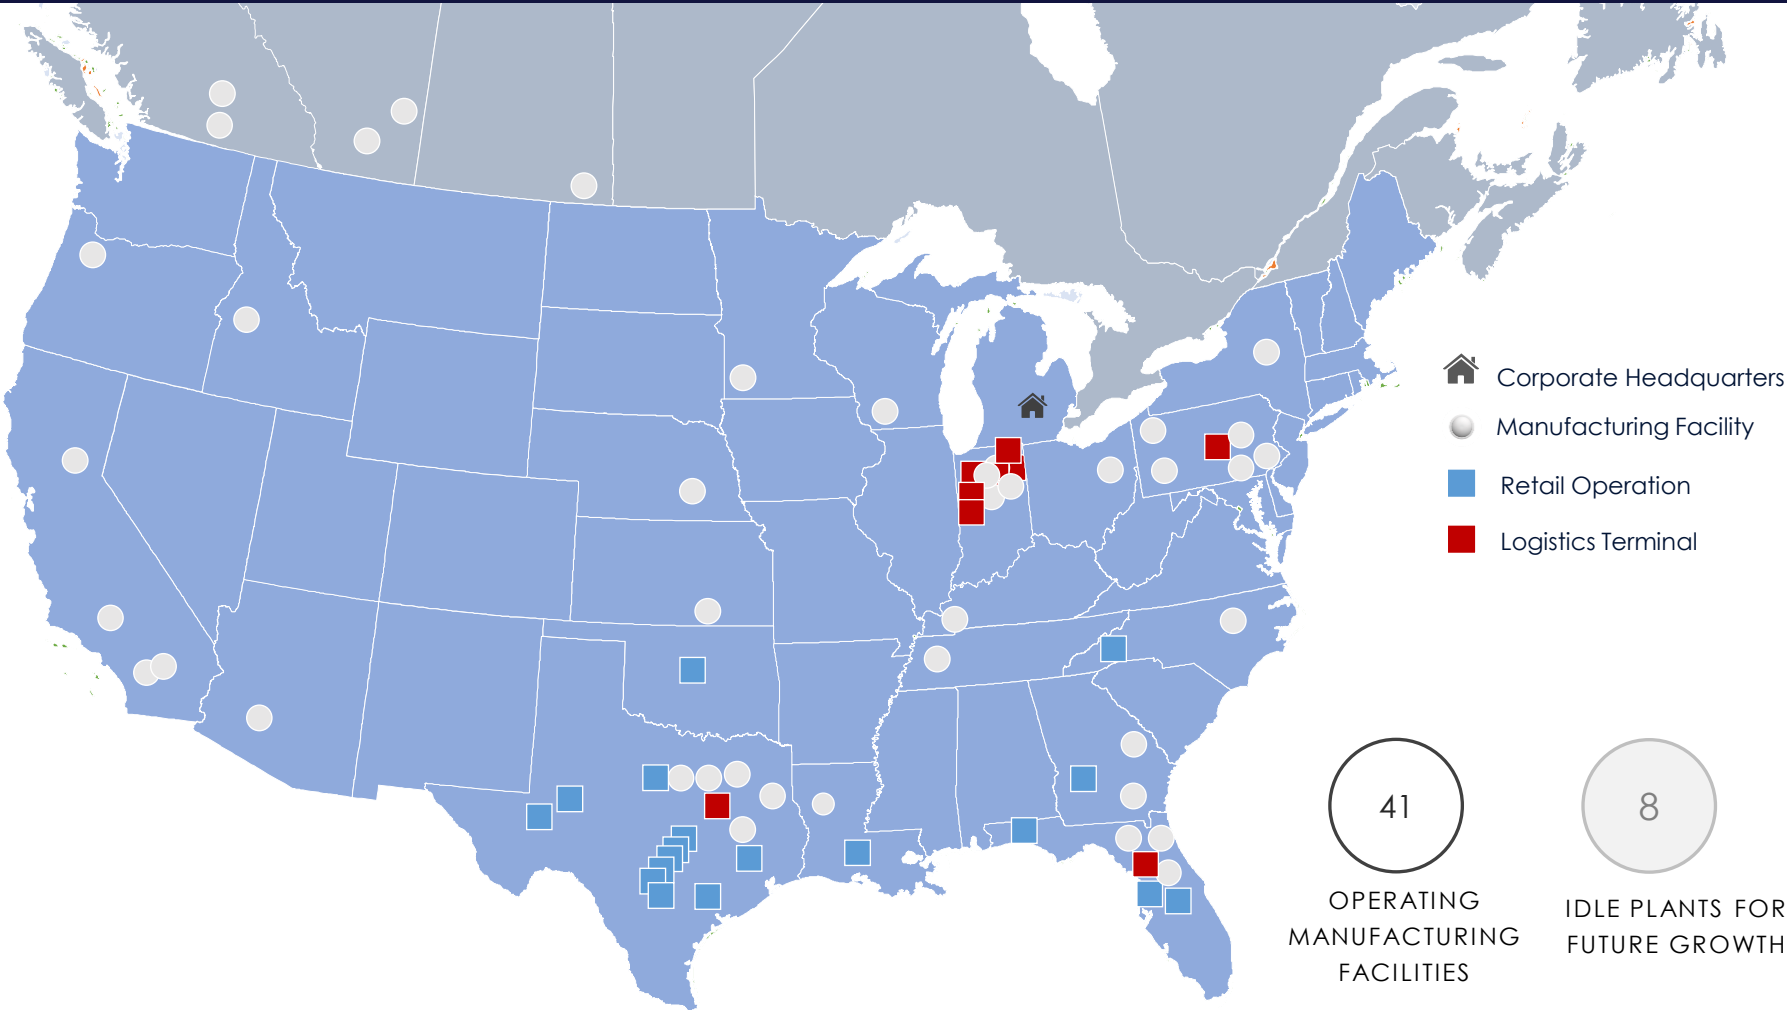 Corporate Headquarters
Manufacturing Facility
Retail Operation
Logistics Terminal
41
OPERATING
MANUFACTURING
FACILITIES
8
IDLE PLANTS FOR
FUTURE GROWTH